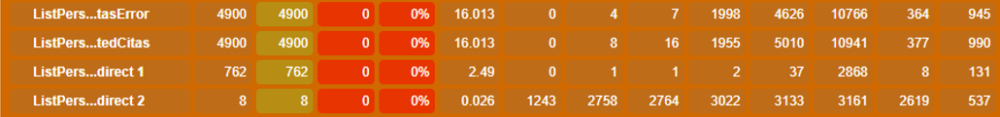 ListPers...tasError 4900 4900 0 0% 16.013 0 4 7 1998 4626 10766 364 945
ListPers...tedCitas 4900 4900 0 0% 16.013 0 8 16 1955 5010 10941 377 990
ListPers...direct 1 762 762 0 0% 2.49 0 1 1 2 37 2868 8 131
ListPers...direct 2 8 8 0 0% 0.026 1243 2758 2764 3022 3133 3161 2619 537